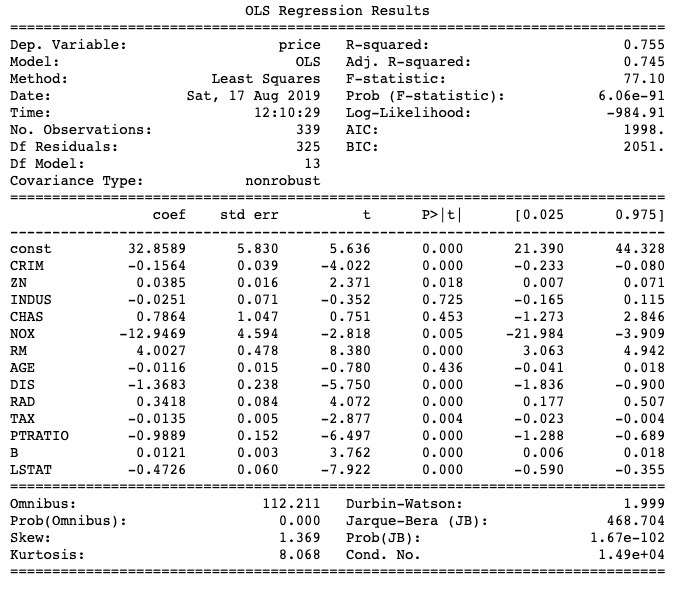 OLS Regression Results
==============================================================================
Dep. Variable: price R-squared: 0.755
Model: OLS Adj. R-squared: 0.745
Method: Least Squares F-statistic: 77.10
Date: Sat, 17 Aug 2019 Prob (F-statistic): 6.06e-91
Time: 12:10:29 Log-Likelihood: -984.91
No. Observations: 339 AIC: 1998.
Df Residuals: 325 BIC: 2051.
Df Model: 13
Covariance Type: nonrobust
==============================================================================
coef std err t P>|t| [0.025 0.975]
------------------------------------------------------------------------------
const 32.8589 5.830 5.636 0.000 21.390 44.328
CRIM -0.1564 0.039 -4.022 0.000 -0.233 -0.080
ZN 0.0385 0.016 2.371 0.018 0.007 0.071
INDUS -0.0251 0.071 -0.352 0.725 -0.165 0.115
CHAS 0.7864 1.047 0.751 0.453 -1.273 2.846
NOX -12.9469 4.594 -2.818 0.005 -21.984 -3.909
RM 4.0027 0.478 8.380 0.000 3.063 4.942
AGE -0.0116 0.015 -0.780 0.436 -0.041 0.018
DIS -1.3683 0.238 -5.750 0.000 -1.836 -0.900
RAD 0.3418 0.084 4.072 0.000 0.177 0.507
TAX -0.0135 0.005 -2.877 0.004 -0.023 -0.004
PTRATIO -0.9889 0.152 -6.497 0.000 -1.288 -0.689
B 0.0121 0.003 3.762 0.000 0.006 0.018
LSTAT -0.4726 0.060 -7.922 0.000 -0.590 -0.355
==============================================================================
Omnibus: 112.211 Durbin-Watson: 1.999
Prob(Omnibus): 0.000 Jarque-Bera (JB): 468.704
Skew: 1.369 Prob(JB): 1.67e-102
Kurtosis: 8.068 Cond. No. 1.49e+04
==============================================================================